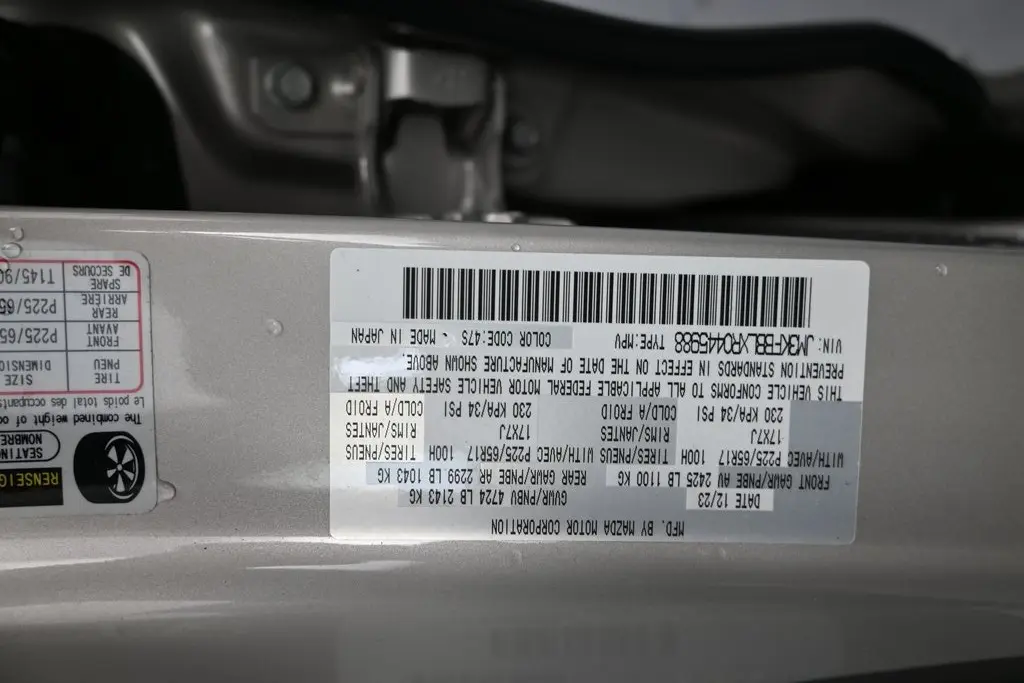 MFD. BY MAZDA MOTOR CORPORATION
DATE 12/23 GVWR/PNBV 4724 LB 2143 KG
FRONT GAWR/PNBE AV 2425 LB 1100 KG REAR GAWR/PNBE AR 2299 LB 1043 KG
WITH/AVEC P225/65R17 100H TIRES/PNEUS WITH/AVEC P225/65R17 100H TIRES/PNEUS
17X7J RIMS/JANTES 17X7J RIMS/JANTES
230 KPA/34 PSI COLD/A FROID 230 KPA/34 PSI COLD/A FROID
THIS VEHICLE CONFORMS TO ALL APPLICABLE FEDERAL MOTOR VEHICLE SAFETY AND THEFT
PREVENTION STANDARDS IN EFFECT ON THE DATE OF MANUFACTURE SHOWN ABOVE.
VIN: JM3KFBBLXR0445988 TYPE:MPV COLOR CODE:47S MADE IN JAPAN
RENSEIG
SEATING
NOMBRE
The combined weight of oc
Le poids total des occupants
TIRE SIZE
PNEU DIMENSIO
FRONT P225/65
AVANT
REAR P225/65
ARRIÈRE
SPARE T145/90
DE SECOURS